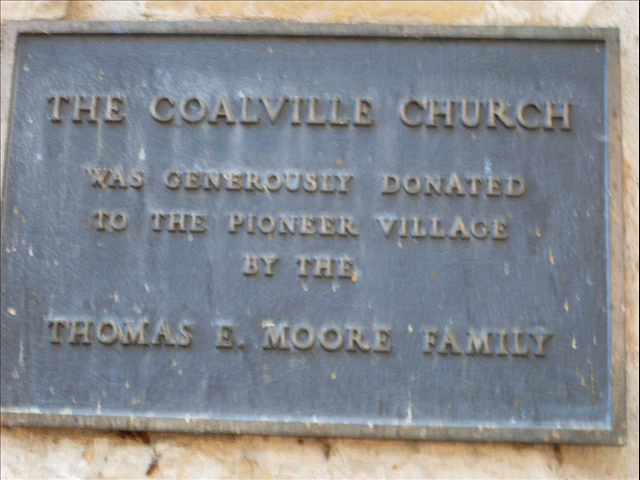 THE COALVILLE CHURCH
WAS GENEROUSLY DONATED
TO THE PIONEER VILLAGE
BY THE
THOMAS E. MOORE FAMILY